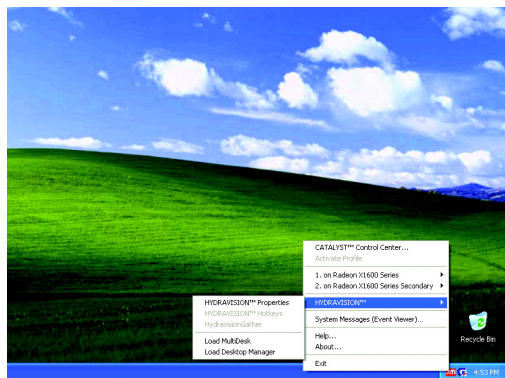 CATALYST™ Control Center...
Activate Profile
1. on Radeon X1600 Series
2. on Radeon X1600 Series Secondary
HYDRAVISION™
System Messages (Event Viewer)...
Help...
About...
Exit
HYDRAVISION™ Properties
HYDRAVISION™ Hotkeys
HydravisionGather
Load MultiDesk
Load Desktop Manager
Recycle Bin
4:53 PM